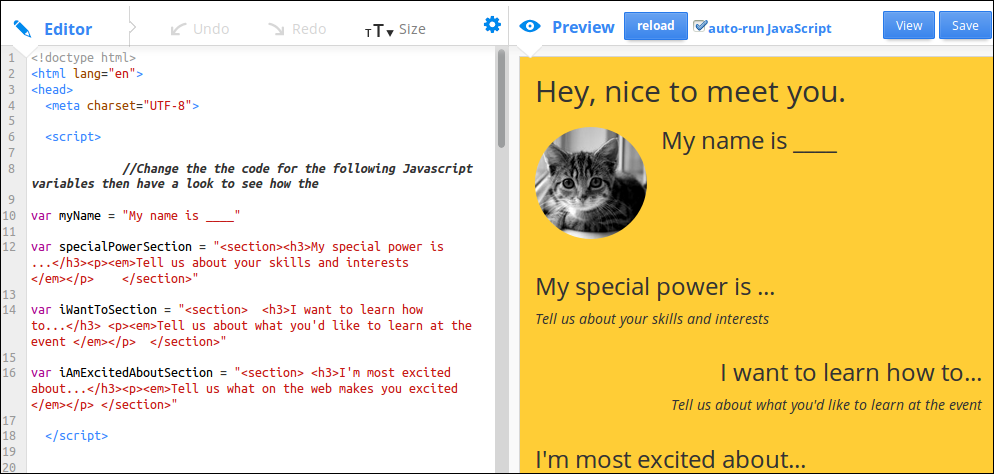 Editor
Undo
Redo
TT▾ Size
Preview
reload
auto-run JavaScript
View
Save
1 <!doctype html>
2 <html lang="en">
3 <head>
4 <meta charset="UTF-8">
5
6 <script>
7
8 //Change the the code for the following Javascript
variables then have a look to see how the
9
10 var myName = "My name is ____"
11
12 var specialPowerSection = "<section><h3>My special power is
...</h3><p><em>Tell us about your skills and interests
</em></p> </section>"
13
14 var iWantToSection = "<section> <h3>I want to learn how
to...</h3> <p><em>Tell us about what you'd like to learn at the
event </em></p> </section>"
15
16 var iAmExcitedAboutSection = "<section> <h3>I'm most excited
about...</h3><p><em>Tell us what on the web makes you excited
</em></p> </section>"
17
18 </script>
19
20
Hey, nice to meet you.
My name is ____
My special power is ...
Tell us about your skills and interests
I want to learn how to...
Tell us about what you'd like to learn at the event
I'm most excited about...